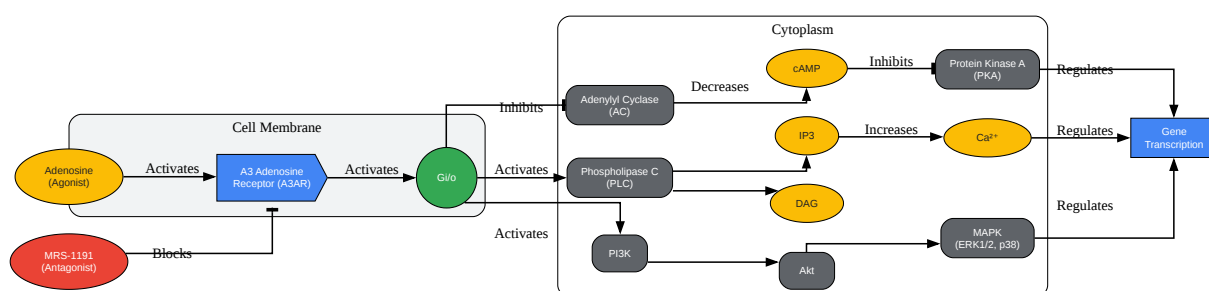 Cytoplasm
cAMP
Inhibits
Protein Kinase A
(PKA)
Regulates
Decreases
Adenylyl Cyclase
(AC)
Inhibits
Cell Membrane
IP3
Increases
Ca²⁺
Regulates
Gene
Transcription
Adenosine
(Agonist)
Activates
A3 Adenosine
Receptor (A3AR)
Activates
Gi/o
Activates
Phospholipase C
(PLC)
DAG
Regulates
Activates
MAPK
(ERK1/2, p38)
MRS-1191
(Antagonist)
Blocks
PI3K
Akt